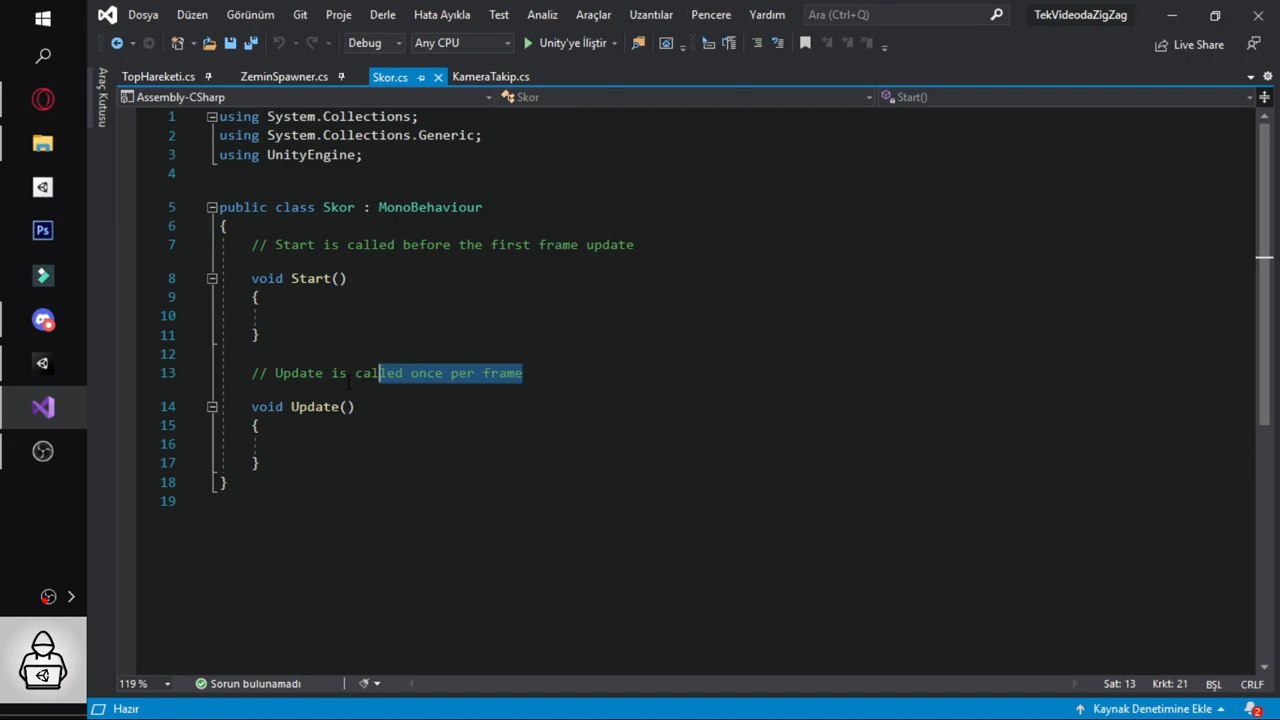 Dosya Düzen Görünüm Git Proje Derle Hata Ayıkla Test Analiz Araçlar Uzantılar Pencere Yardım Ara (Ctrl+Q) TekVideodaZigZag
Debug Any CPU Unity'ye İliştir Live Share
Araç Kutusu
TopHareketi.cs ZeminSpawner.cs Skor.cs KameraTakip.cs
Assembly-CSharp Skor Start()
1 using System.Collections;
2 using System.Collections.Generic;
3 using UnityEngine;
4
5 public class Skor : MonoBehaviour
6 {
7 // Start is called before the first frame update
8 void Start()
9 {
10
11 }
12
13 // Update is called once per frame
14 void Update()
15 {
16
17 }
18 }
19
119 % Sorun bulunamadı Sat: 13 Krkt: 21 BŞL CRLF
Hazır Kaynak Denetimine Ekle 2
Ps